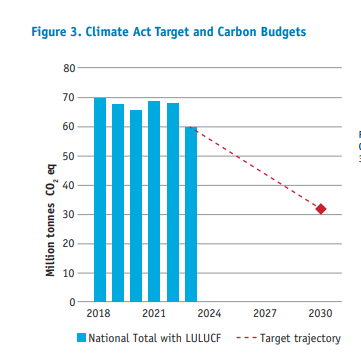 Figure 3. Climate Act Target and Carbon Budgets
80
70
60
50
40
30
20
10
0
Million tonnes CO₂ eq
2018 2021 2024 2027 2030
National Total with LULUCF Target trajectory